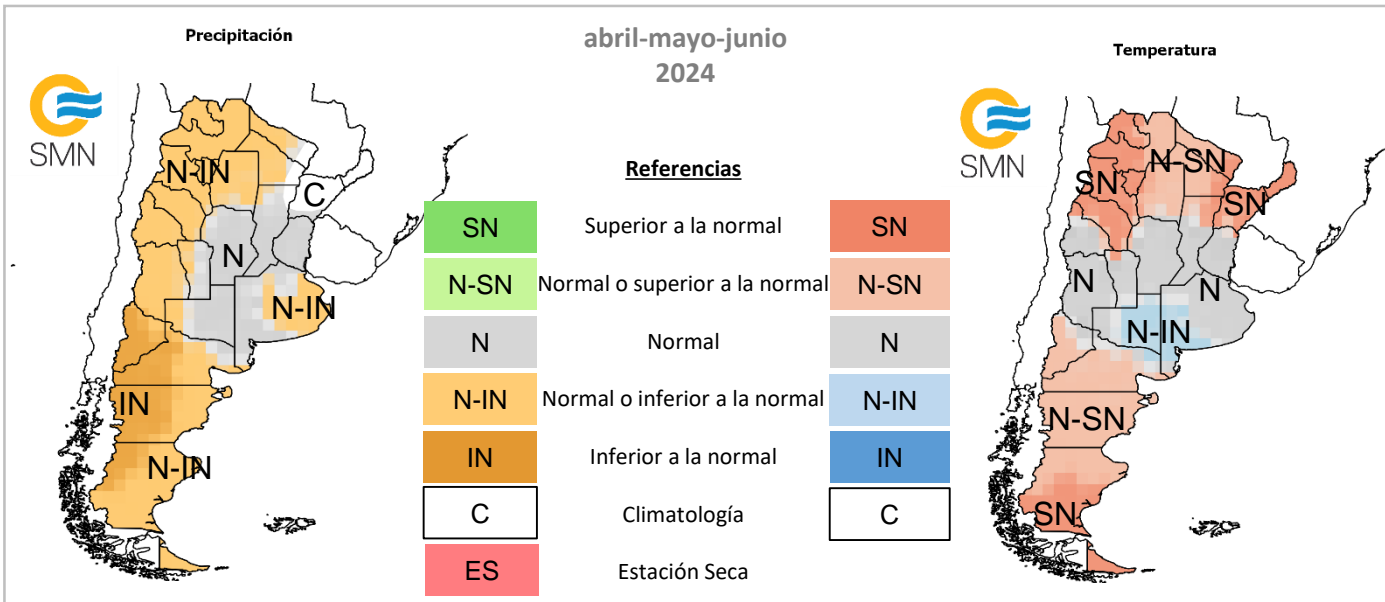 Precipitación
SMN
N-IN
C
N
N-IN
IN
N-IN
abril-mayo-junio
2024
Referencias
SN Superior a la normal SN
N-SN Normal o superior a la normal N-SN
N Normal N
N-IN Normal o inferior a la normal N-IN
IN Inferior a la normal IN
C Climatología C
ES Estación Seca
Temperatura
SMN
N-SN
SN
SN
N
N
N-IN
N-SN
SN